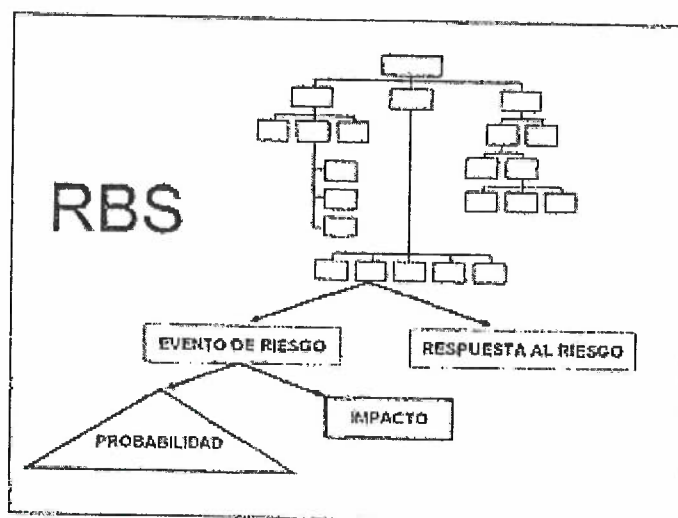 RBS
EVENTO DE RIESGO
RESPUESTA AL RIESGO
IMPACTO
PROBABILIDAD